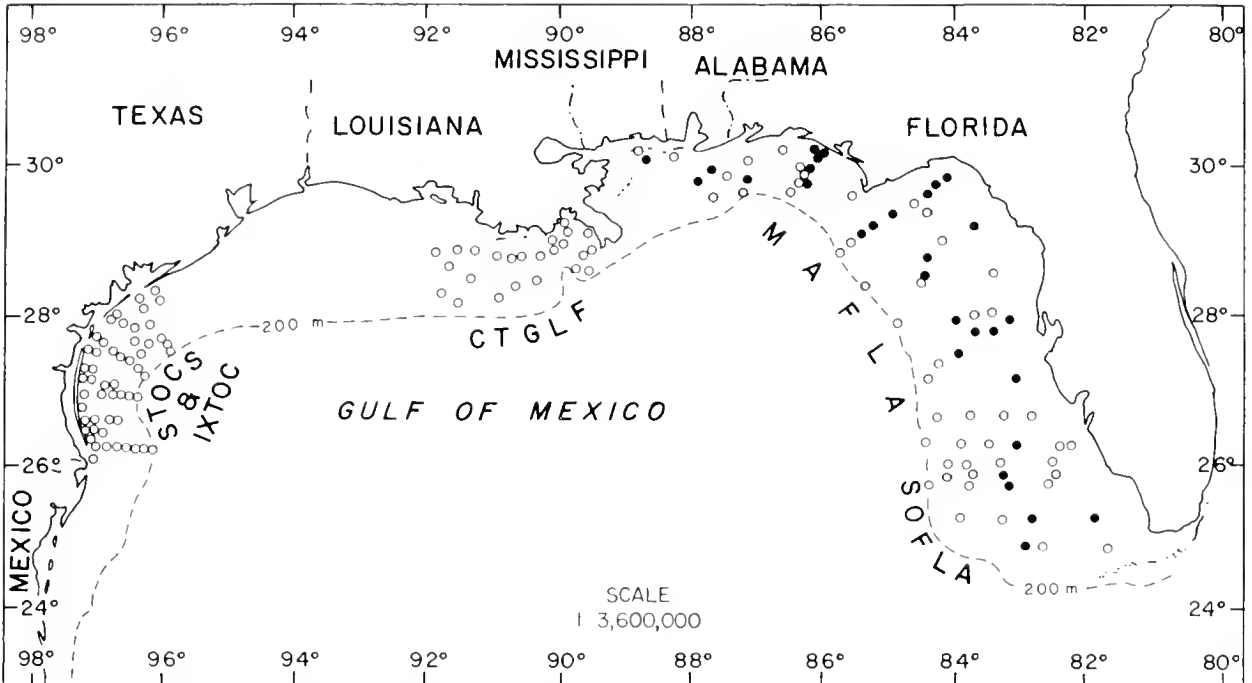 98° 96° 94° 92° 90° 88° 86° 84° 82° 80°
MISSISSIPPI
ALABAMA
TEXAS
LOUISIANA
FLORIDA
30° 30°
MAFLA
28° 28°
200 m
CTGLF
STOCS
&
IXTOC
GULF OF MEXICO
26° 26°
SOFLA
MEXICO
200 m
24° 24°
SCALE
1 3,600,000
98° 96° 94° 92° 90° 88° 86° 84° 82° 80°